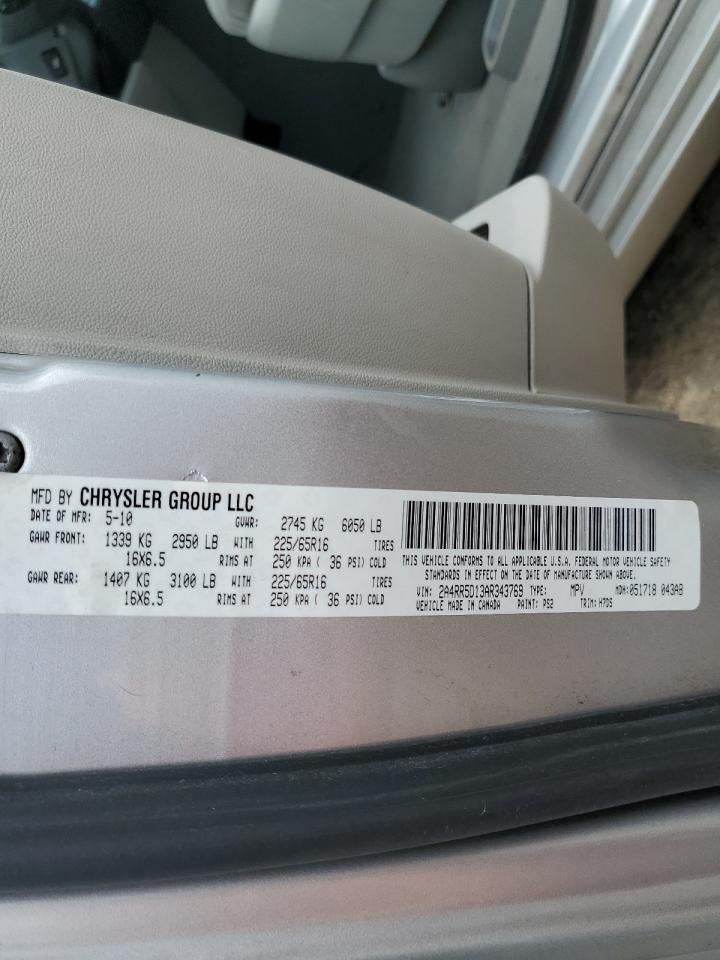 MFD BY CHRYSLER GROUP LLC
DATE OF MFR: 5-10 GVWR: 2745 KG 6050 LB
GAWR FRONT: 1339 KG 2950 LB WITH 225/65R16 TIRES
16X6.5 RIMS AT 250 KPA ( 36 PSI) COLD
GAWR REAR: 1407 KG 3100 LB WITH 225/65R16 TIRES
16X6.5 RIMS AT 250 KPA ( 36 PSI) COLD
THIS VEHICLE CONFORMS TO ALL APPLICABLE U.S.A. FEDERAL MOTOR VEHICLE SAFETY
STANDARDS IN EFFECT ON THE DATE OF MANUFACTURE SHOWN ABOVE.
VIN: 2A4RR5D13AR343769 TYPE: MPV MDH: 051718 043AB
VEHICLE MADE IN CANADA PAINT: PS2 TRIM: H7DS